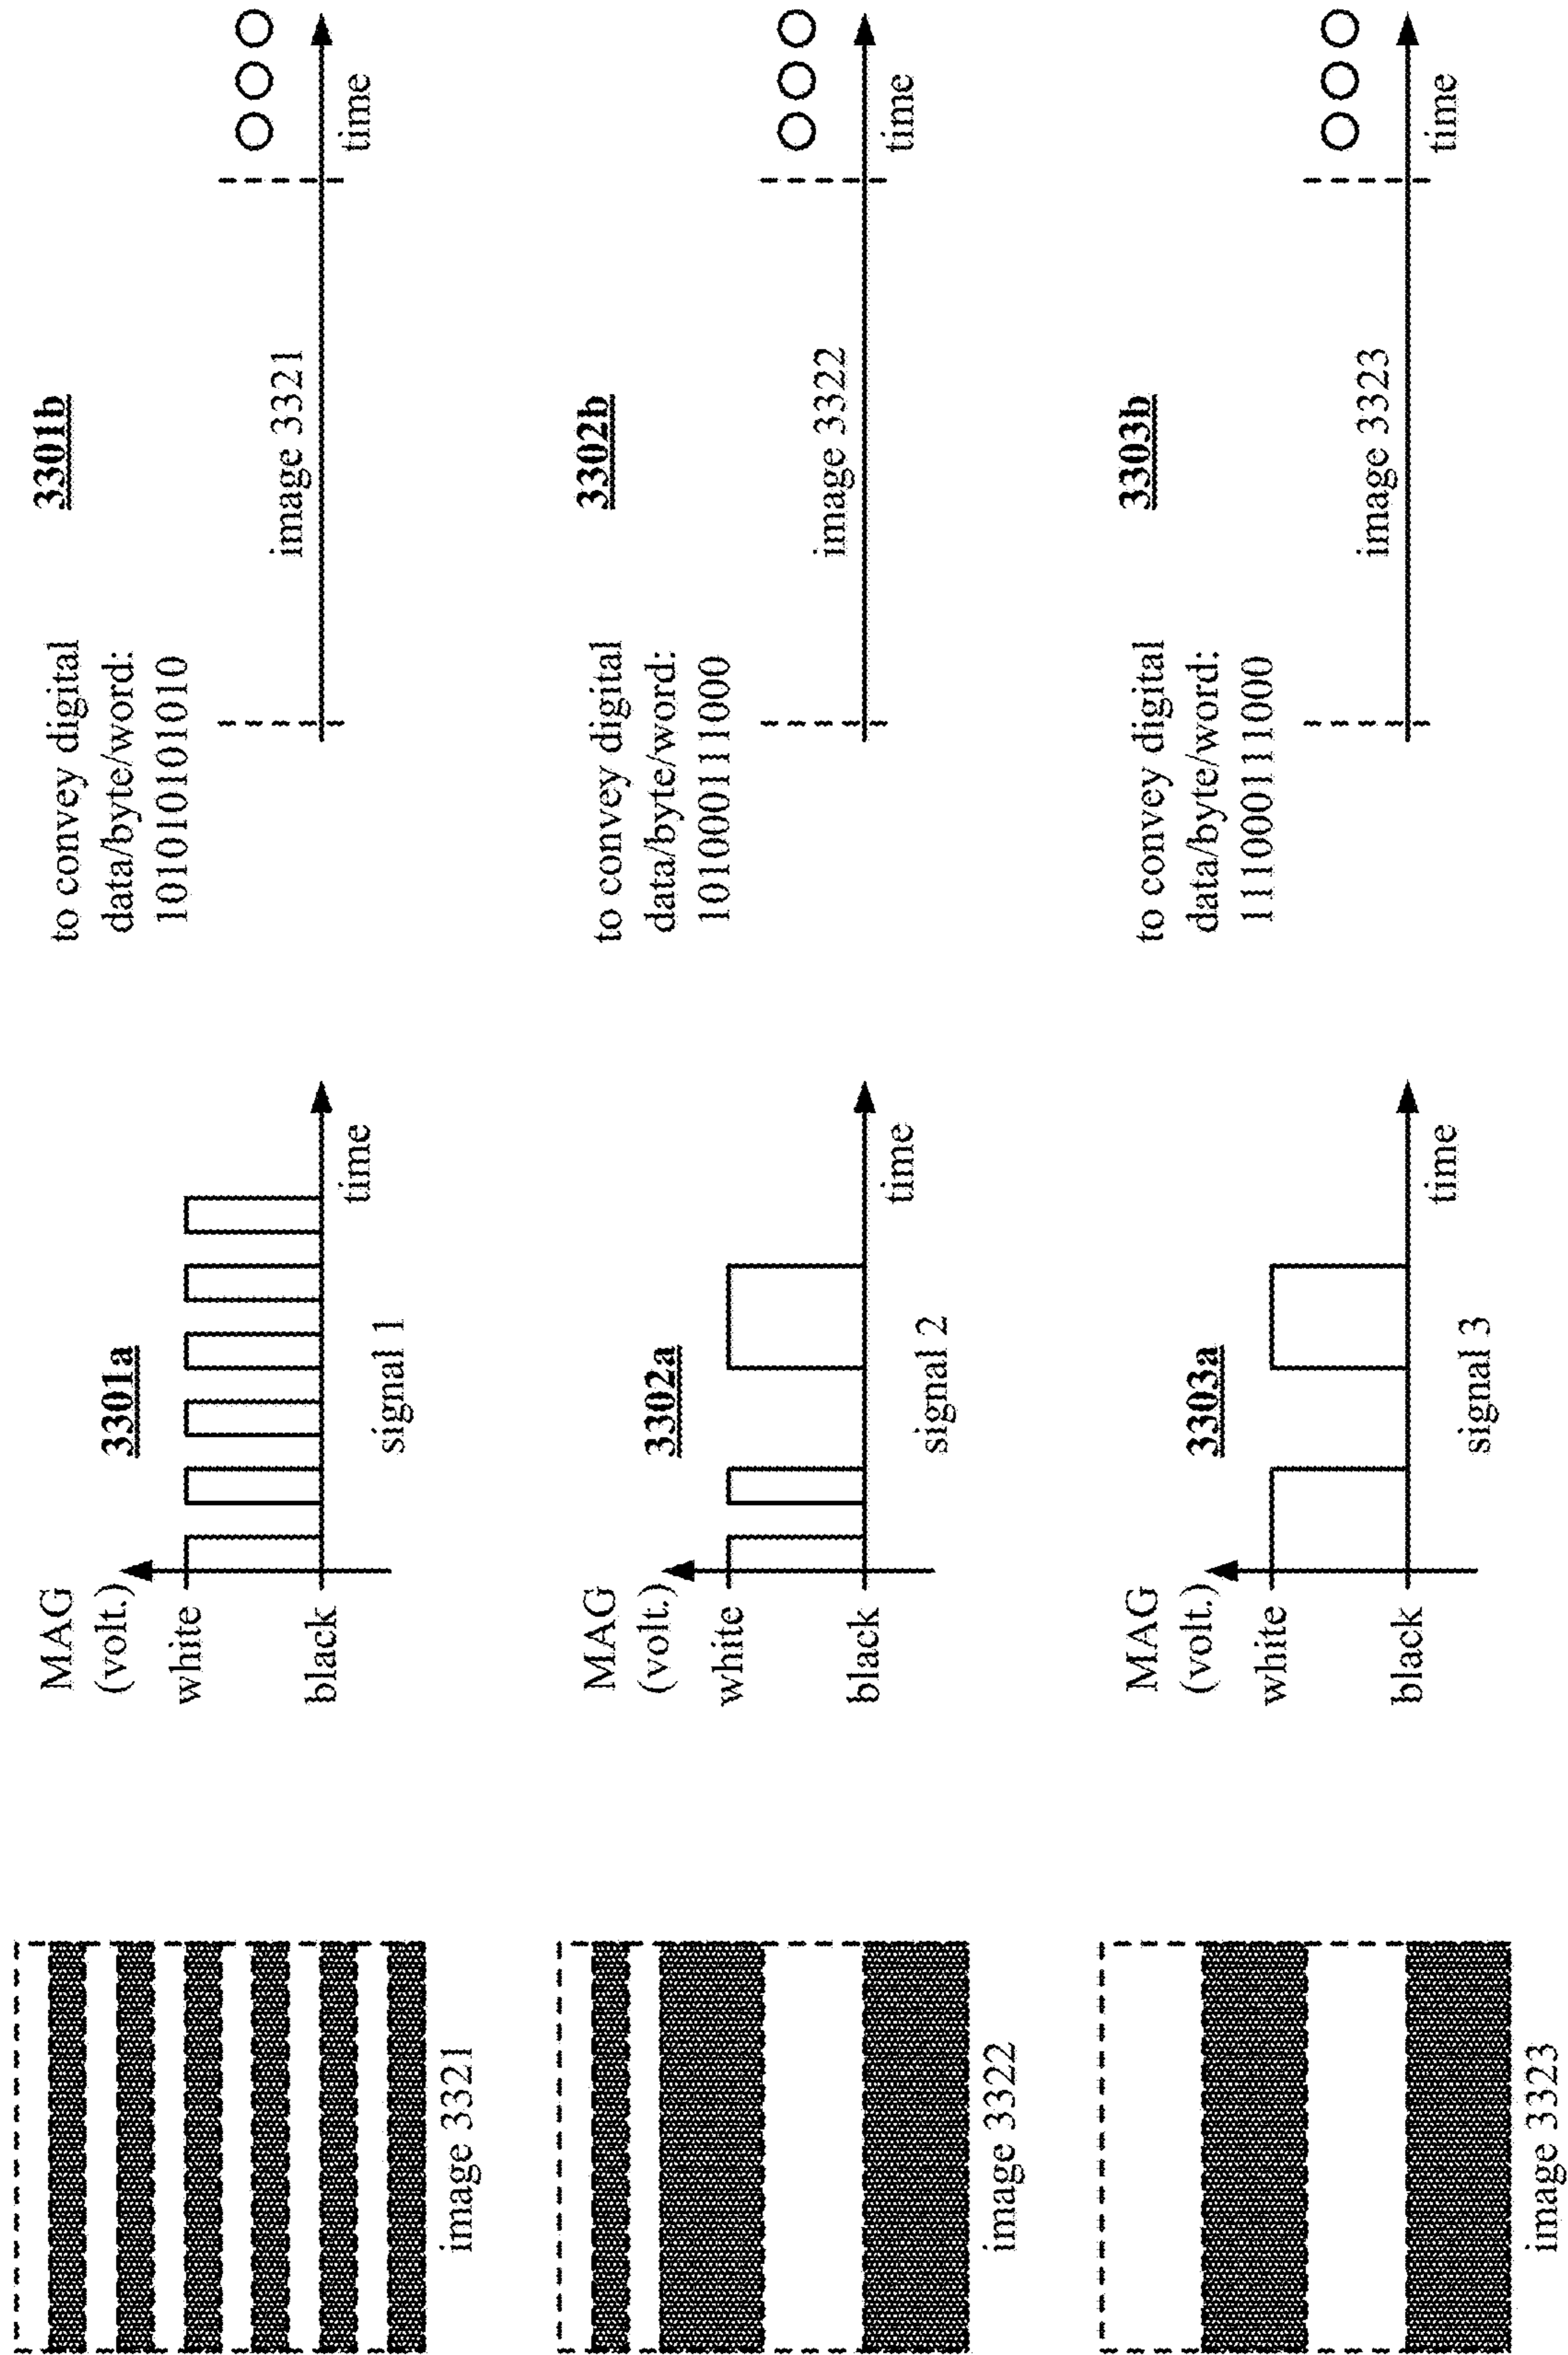 image 3321
3301a
MAG
(volt.)
white
black
time
signal 1
3301b
to convey digital
data/byte/word:
101010101010
image 3321
time
image 3322
3302a
MAG
(volt.)
white
black
time
signal 2
3302b
to convey digital
data/byte/word:
101000111000
image 3322
time
image 3323
3303a
MAG
(volt.)
white
black
time
signal 3
3303b
to convey digital
data/byte/word:
111000111000
image 3323
time